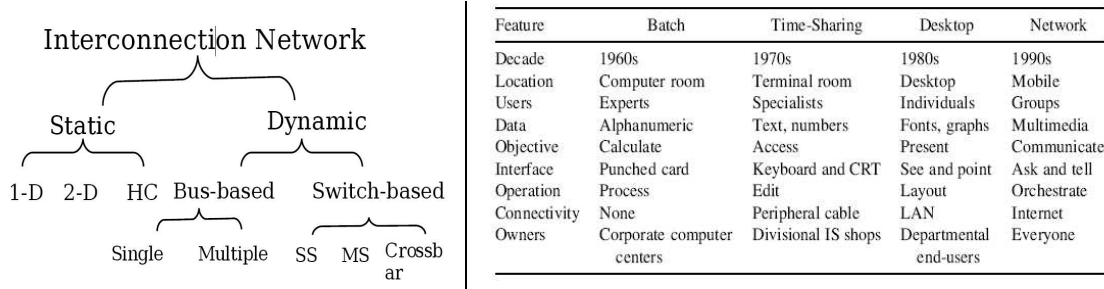 Interconnection Network
Static Dynamic
1-D 2-D HC Bus-based Switch-based
Single Multiple SS MS Crossb
ar
Feature Batch Time-Sharing Desktop Network
Decade 1960s 1970s 1980s 1990s
Location Computer room Terminal room Desktop Mobile
Users Experts Specialists Individuals Groups
Data Alphanumeric Text, numbers Fonts, graphs Multimedia
Objective Calculate Access Present Communicate
Interface Punched card Keyboard and CRT See and point Ask and tell
Operation Process Edit Layout Orchestrate
Connectivity None Peripheral cable LAN Internet
Owners Corporate computer Divisional IS shops Departmental Everyone
centers end-users